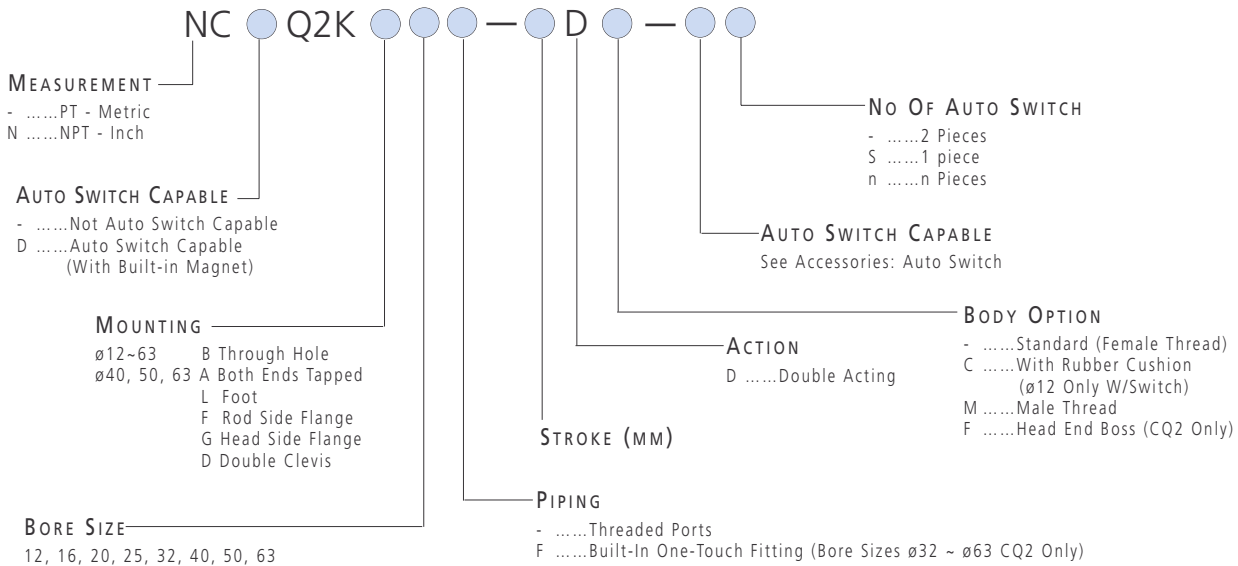 NC Q2K — D —
MEASUREMENT
- ......PT - Metric
N ......NPT - Inch
AUTO SWITCH CAPABLE
- ......Not Auto Switch Capable
D ......Auto Switch Capable
(With Built-in Magnet)
MOUNTING
ø12~63 B Through Hole
ø40, 50, 63 A Both Ends Tapped
L Foot
F Rod Side Flange
G Head Side Flange
D Double Clevis
BORE SIZE
12, 16, 20, 25, 32, 40, 50, 63
PIPING
- ......Threaded Ports
F ......Built-In One-Touch Fitting (Bore Sizes ø32 ~ ø63 CQ2 Only)
STROKE (MM)
ACTION
D ......Double Acting
BODY OPTION
- ......Standard (Female Thread)
C ......With Rubber Cushion
(ø12 Only W/Switch)
M ......Male Thread
F ......Head End Boss (CQ2 Only)
AUTO SWITCH CAPABLE
See Accessories: Auto Switch
NO OF AUTO SWITCH
- ......2 Pieces
S ......1 piece
n ......n Pieces